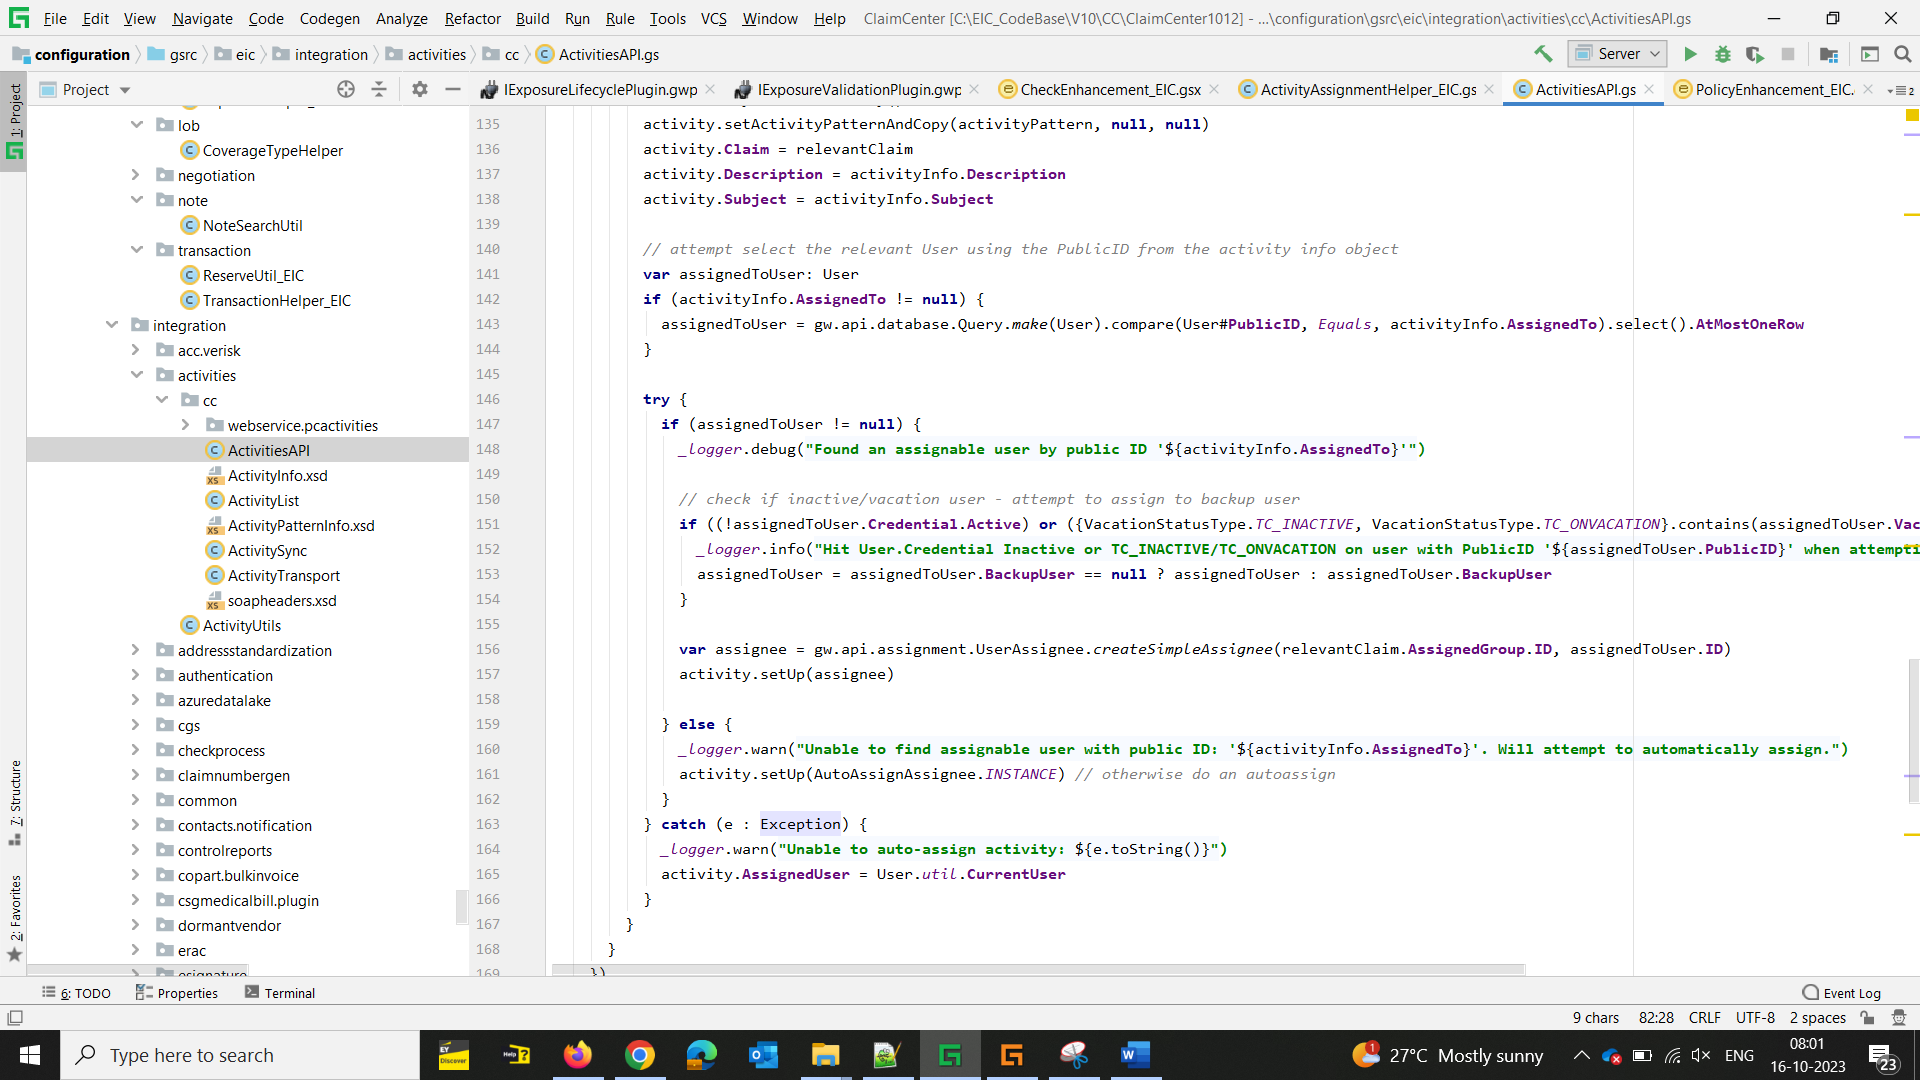 File Edit View Navigate Code Codegen Analyze Refactor Build Run Rule Tools VCS Window Help ClaimCenter [C:\EIC_CodeBase\V10\CC\ClaimCenter1012] - ...\configuration\gsrc\eic\integration\activities\cc\ActivitiesAPI.gs
configuration gsrc eic integration activities cc ActivitiesAPI.gs Server
Project IExposureLifecyclePlugin.gwp IExposureValidationPlugin.gwp CheckEnhancement_EIC.gsx ActivityAssignmentHelper_EIC.gs ActivitiesAPI.gs PolicyEnhancement_EIC. 2
1: Project
7: Structure
2: Favorites
lob
CoverageTypeHelper
negotiation
note
NoteSearchUtil
transaction
ReserveUtil_EIC
TransactionHelper_EIC
integration
acc.verisk
activities
cc
webservice.pcactivities
ActivitiesAPI
ActivityInfo.xsd
ActivityList
ActivityPatternInfo.xsd
ActivitySync
ActivityTransport
soapheaders.xsd
ActivityUtils
addressstandardization
authentication
azuredatalake
cgs
checkprocess
claimnumbergen
common
contacts.notification
controlreports
copart.bulkinvoice
csgmedicalbill.plugin
dormantvendor
erac
esignature
135 activity.setActivityPatternAndCopy(activityPattern, null, null)
136 activity.Claim = relevantClaim
137 activity.Description = activityInfo.Description
138 activity.Subject = activityInfo.Subject
139
140 // attempt select the relevant User using the PublicID from the activity info object
141 var assignedToUser: User
142 if (activityInfo.AssignedTo != null) {
143 assignedToUser = gw.api.database.Query.make(User).compare(User#PublicID, Equals, activityInfo.AssignedTo).select().AtMostOneRow
144 }
145
146 try {
147 if (assignedToUser != null) {
148 _logger.debug("Found an assignable user by public ID '${activityInfo.AssignedTo}'")
149
150 // check if inactive/vacation user - attempt to assign to backup user
151 if ((!assignedToUser.Credential.Active) or ({VacationStatusType.TC_INACTIVE, VacationStatusType.TC_ONVACATION}.contains(assignedToUser.Vac
152 _logger.info("Hit User.Credential Inactive or TC_INACTIVE/TC_ONVACATION on user with PublicID '${assignedToUser.PublicID}' when attempti
153 assignedToUser = assignedToUser.BackupUser == null ? assignedToUser : assignedToUser.BackupUser
154 }
155
156 var assignee = gw.api.assignment.UserAssignee.createSimpleAssignee(relevantClaim.AssignedGroup.ID, assignedToUser.ID)
157 activity.setUp(assignee)
158
159 } else {
160 _logger.warn("Unable to find assignable user with public ID: '${activityInfo.AssignedTo}'. Will attempt to automatically assign.")
161 activity.setUp(AutoAssignAssignee.INSTANCE) // otherwise do an autoassign
162 }
163 } catch (e : Exception) {
164 _logger.warn("Unable to auto-assign activity: ${e.toString()}")
165 activity.AssignedUser = User.util.CurrentUser
166 }
167 }
168 }
169 })
6: TODO Properties Terminal Event Log
9 chars 82:28 CRLF UTF-8 2 spaces
Type here to search EY Discover Help ? 1 27°C Mostly sunny ENG 08:01
16-10-2023 23